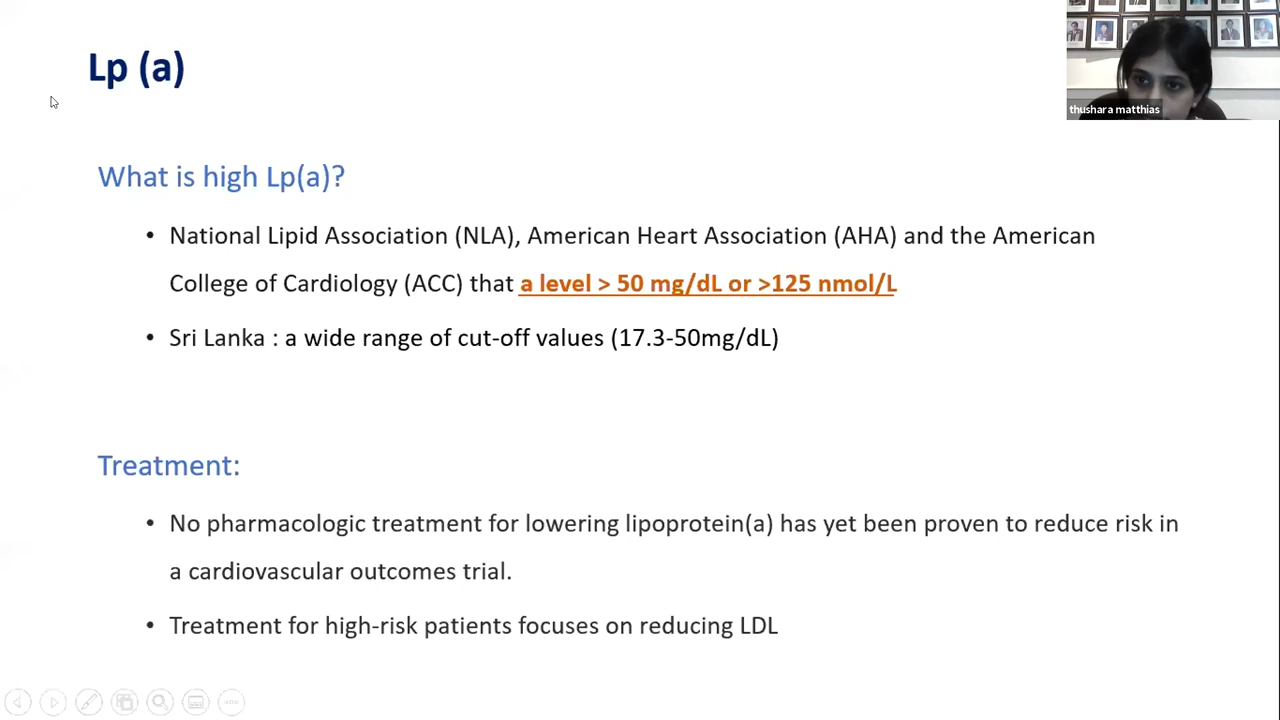 Lp (a)
thushara matthias
What is high Lp(a)?
• National Lipid Association (NLA), American Heart Association (AHA) and the American
College of Cardiology (ACC) that a level > 50 mg/dL or >125 nmol/L
• Sri Lanka : a wide range of cut-off values (17.3-50mg/dL)
Treatment:
• No pharmacologic treatment for lowering lipoprotein(a) has yet been proven to reduce risk in
a cardiovascular outcomes trial.
• Treatment for high-risk patients focuses on reducing LDL